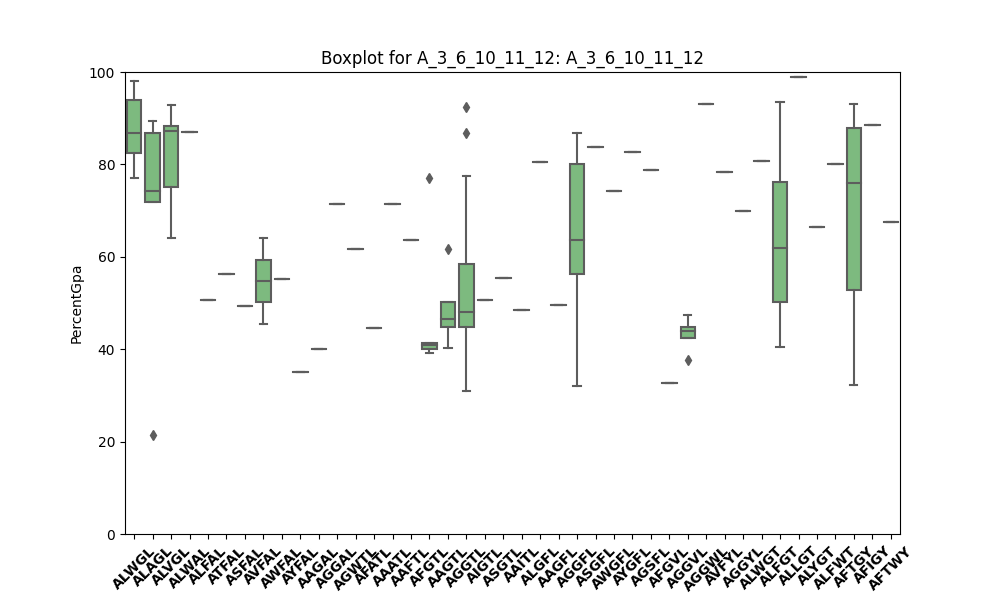 Boxplot for A_3_6_10_11_12: A_3_6_10_11_12
PercentGpa
100
80
60
40
20
0
ALWGL
ALAGL
ALVGL
ALWAL
ALFAL
ATFAL
ASFAL
AVFAL
AWFAL
AYFAL
AAGAL
AGGAL
AGWTL
AFATL
AAATL
AAFTL
AFGTL
AAGTL
AGGTL
AIGTL
ASGTL
AAITL
ALGFL
AAGFL
AGGFL
ASGFL
AWGFL
AYGFL
AGSFL
AFGVL
AGGVL
AGGWL
AVFYL
AGGYL
ALWGT
ALFGT
ALLGT
ALYGT
ALFWT
AFTGY
AFIGY
AFTWY